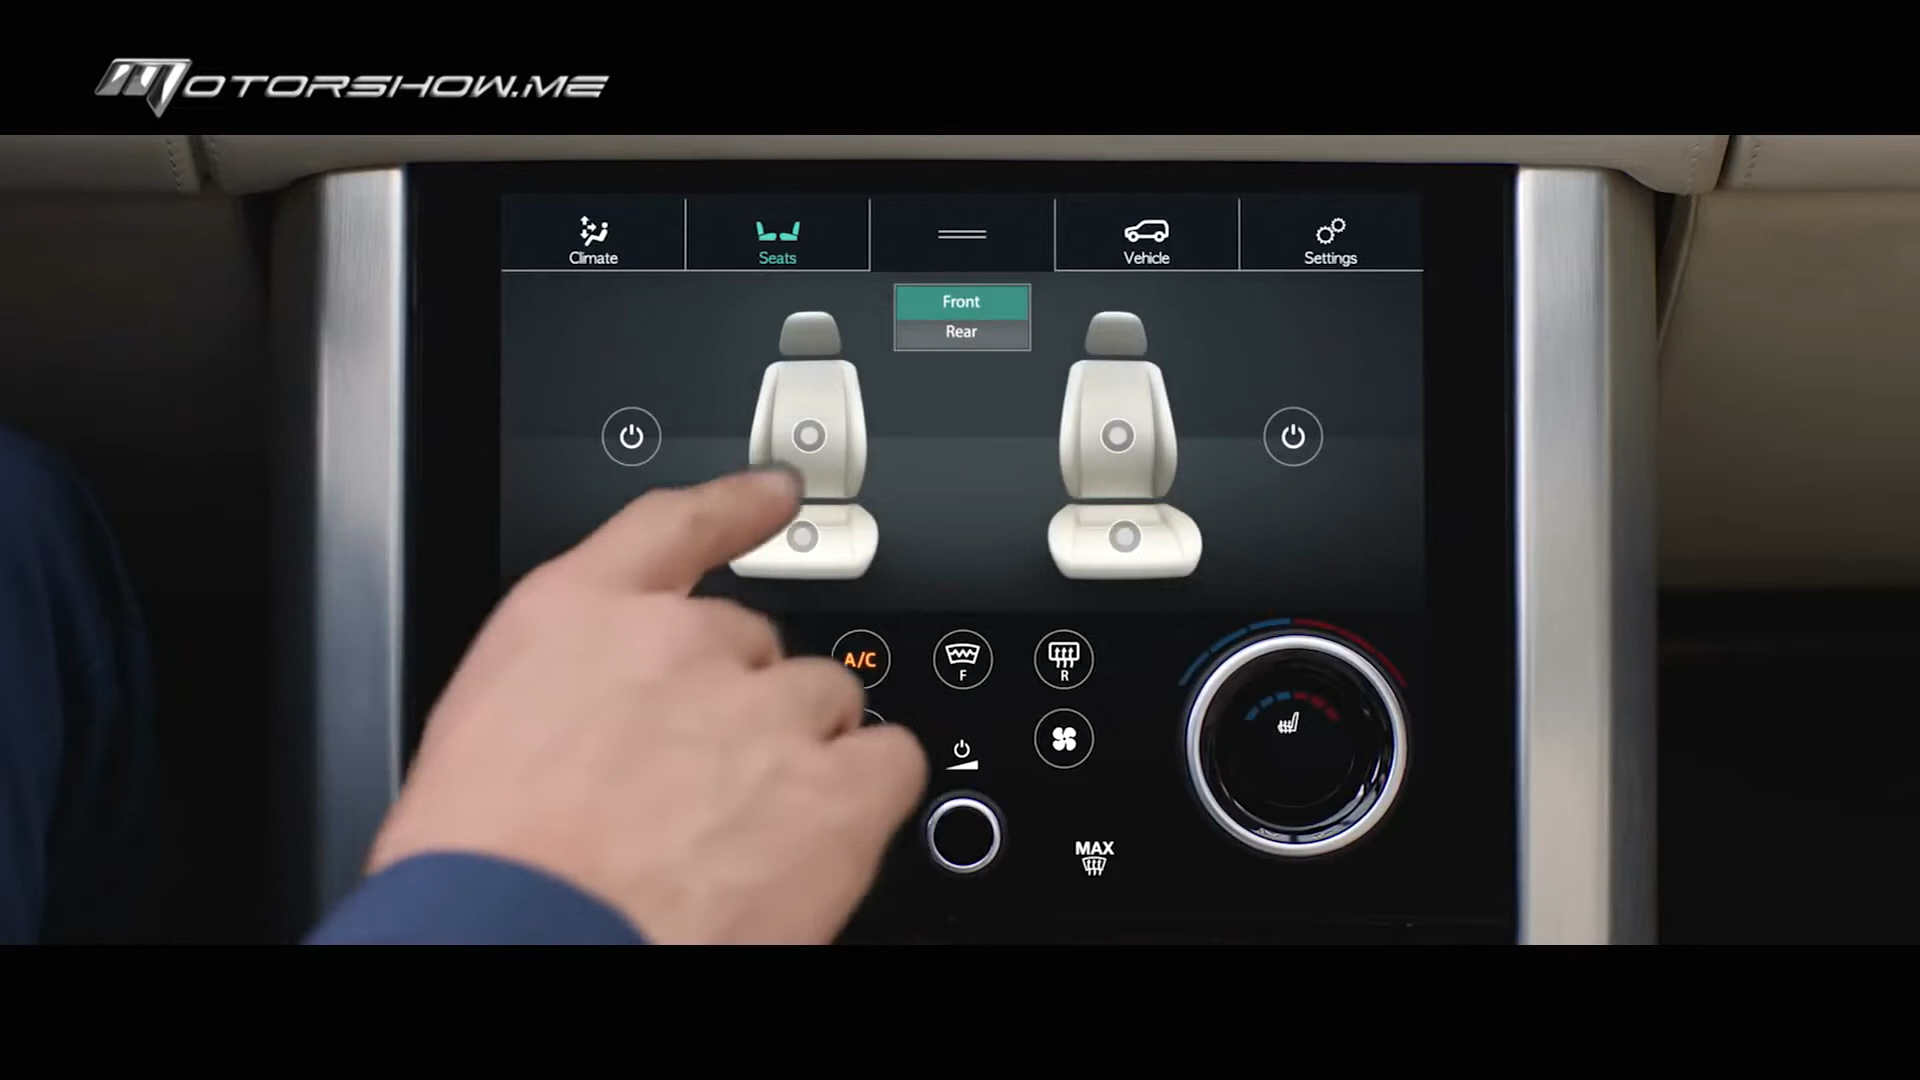 MOTORSHOW.ME
Climate
Seats
Vehicle
Settings
Front
Rear
A/C
F
R
MAX